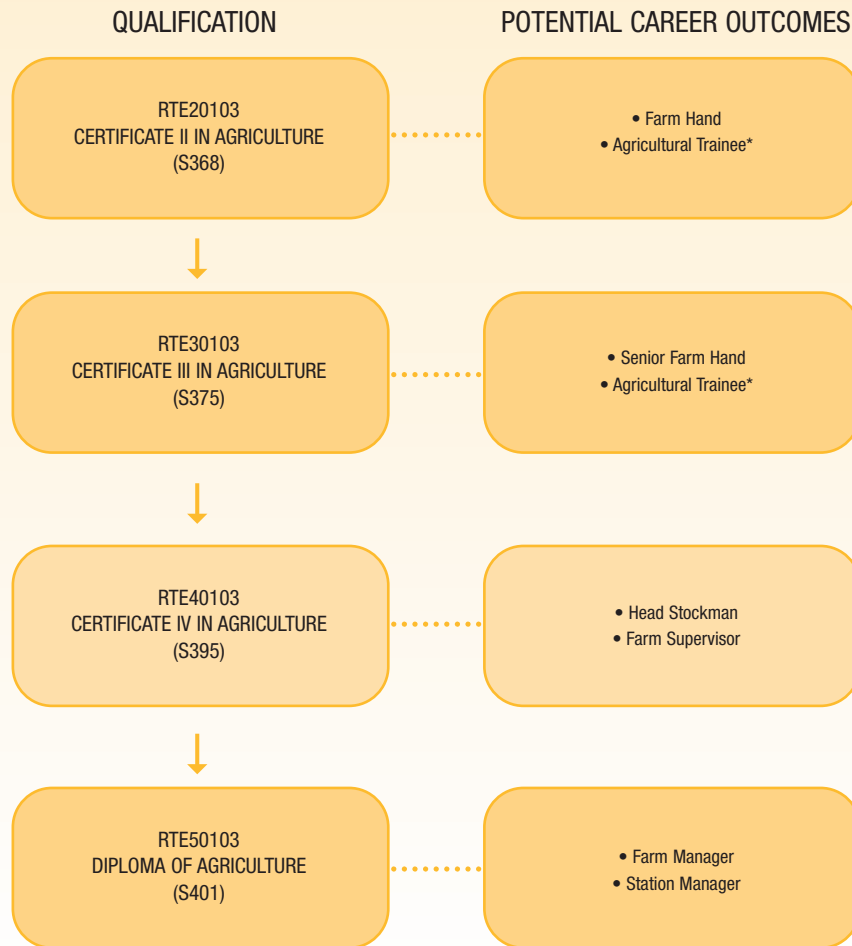 QUALIFICATION
POTENTIAL CAREER OUTCOMES
RTE20103
CERTIFICATE II IN AGRICULTURE
(S368)
• Farm Hand
• Agricultural Trainee*
RTE30103
CERTIFICATE III IN AGRICULTURE
(S375)
• Senior Farm Hand
• Agricultural Trainee*
RTE40103
CERTIFICATE IV IN AGRICULTURE
(S395)
• Head Stockman
• Farm Supervisor
RTE50103
DIPLOMA OF AGRICULTURE
(S401)
• Farm Manager
• Station Manager